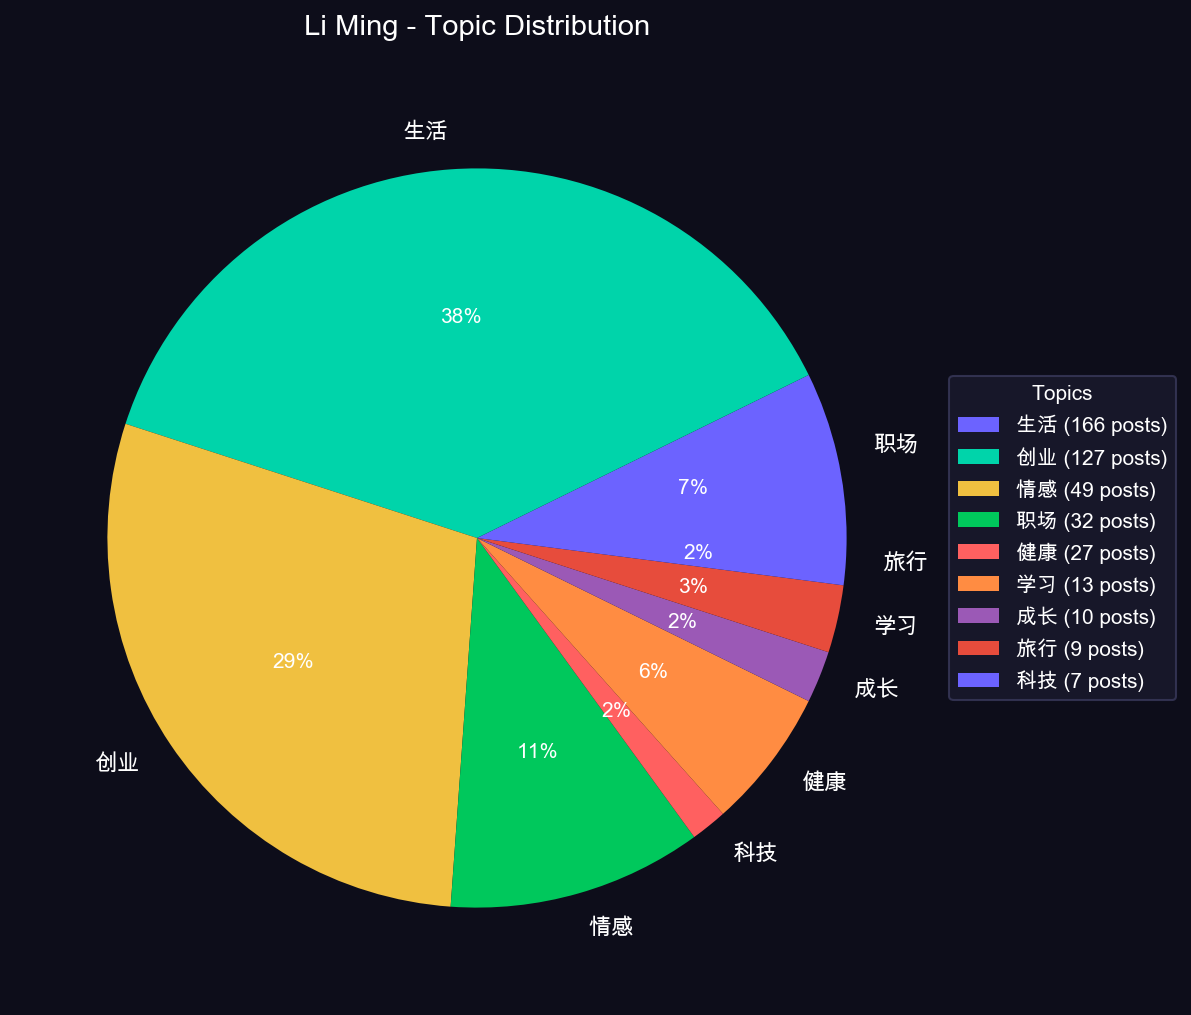 Li Ming - Topic Distribution
生活
38%
职场
7%
2%
旅行
3%
学习
2%
成长
6%
健康
2%
科技
11%
情感
29%
创业
Topics
生活 (166 posts)
创业 (127 posts)
情感 (49 posts)
职场 (32 posts)
健康 (27 posts)
学习 (13 posts)
成长 (10 posts)
旅行 (9 posts)
科技 (7 posts)